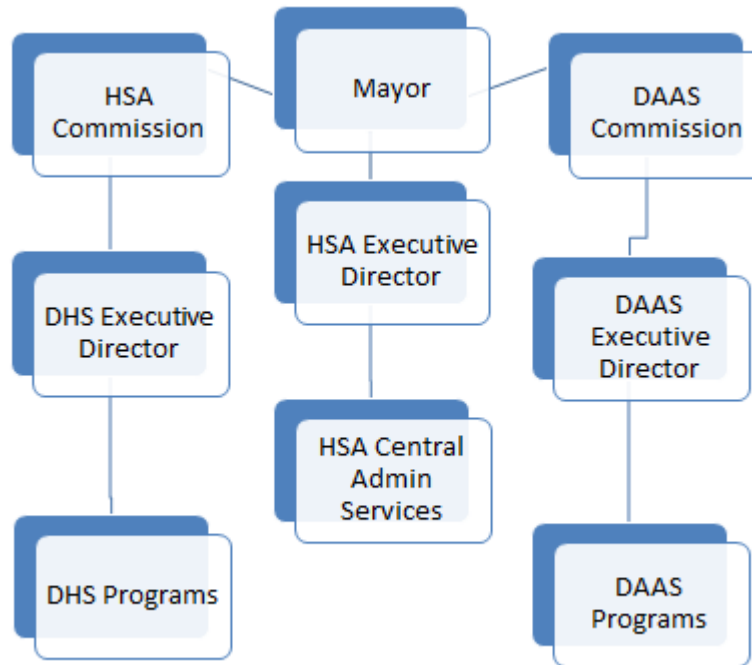 HSA
Commission
Mayor
DAAS
Commission
HSA Executive
Director
DHS Executive
Director
DAAS
Executive
Director
HSA Central
Admin
Services
DHS Programs
DAAS
Programs